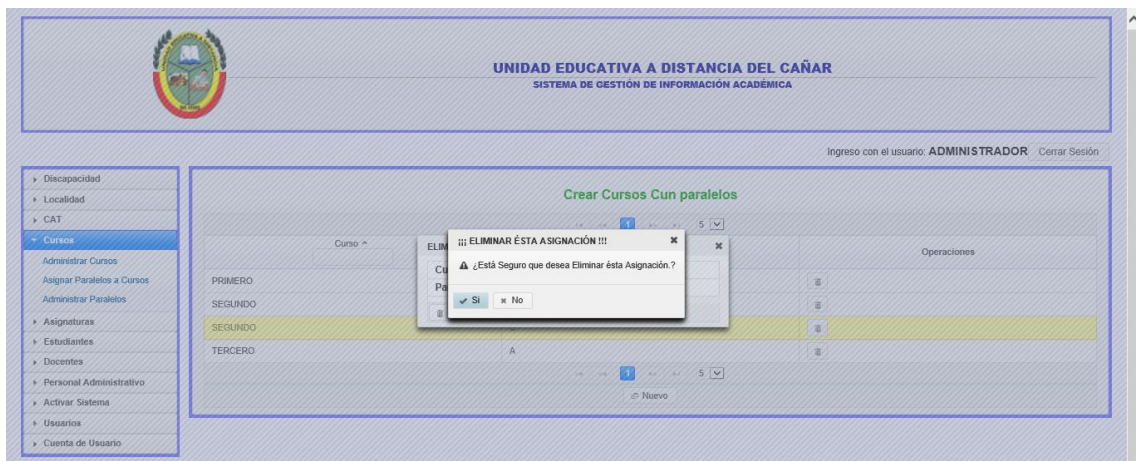 UNIDAD EDUCATIVA A DISTANCIA DEL CAÑAR
SISTEMA DE GESTIÓN DE INFORMACIÓN ACADÉMICA
Ingreso con el usuario: ADMINISTRADOR Cerrar Sesión
Discapacidad
Localidad
CAT
Cursos
Administrar Cursos
Asignar Paralelos a Cursos
Administrar Paralelos
Asignaturas
Estudiantes
Docentes
Personal Administrativo
Activar Sistema
Usuarios
Cuenta de Usuario
Crear Cursos Cun paralelos
1 5
Curso Operaciones
ELIM
Cu
Pa
¡¡¡ ELIMINAR ÉSTA ASIGNACIÓN !!!
¿Está Seguro que desea Eliminar ésta Asignación.?
Si No
PRIMERO
SEGUNDO
SEGUNDO
TERCERO A
1 5
Nuevo